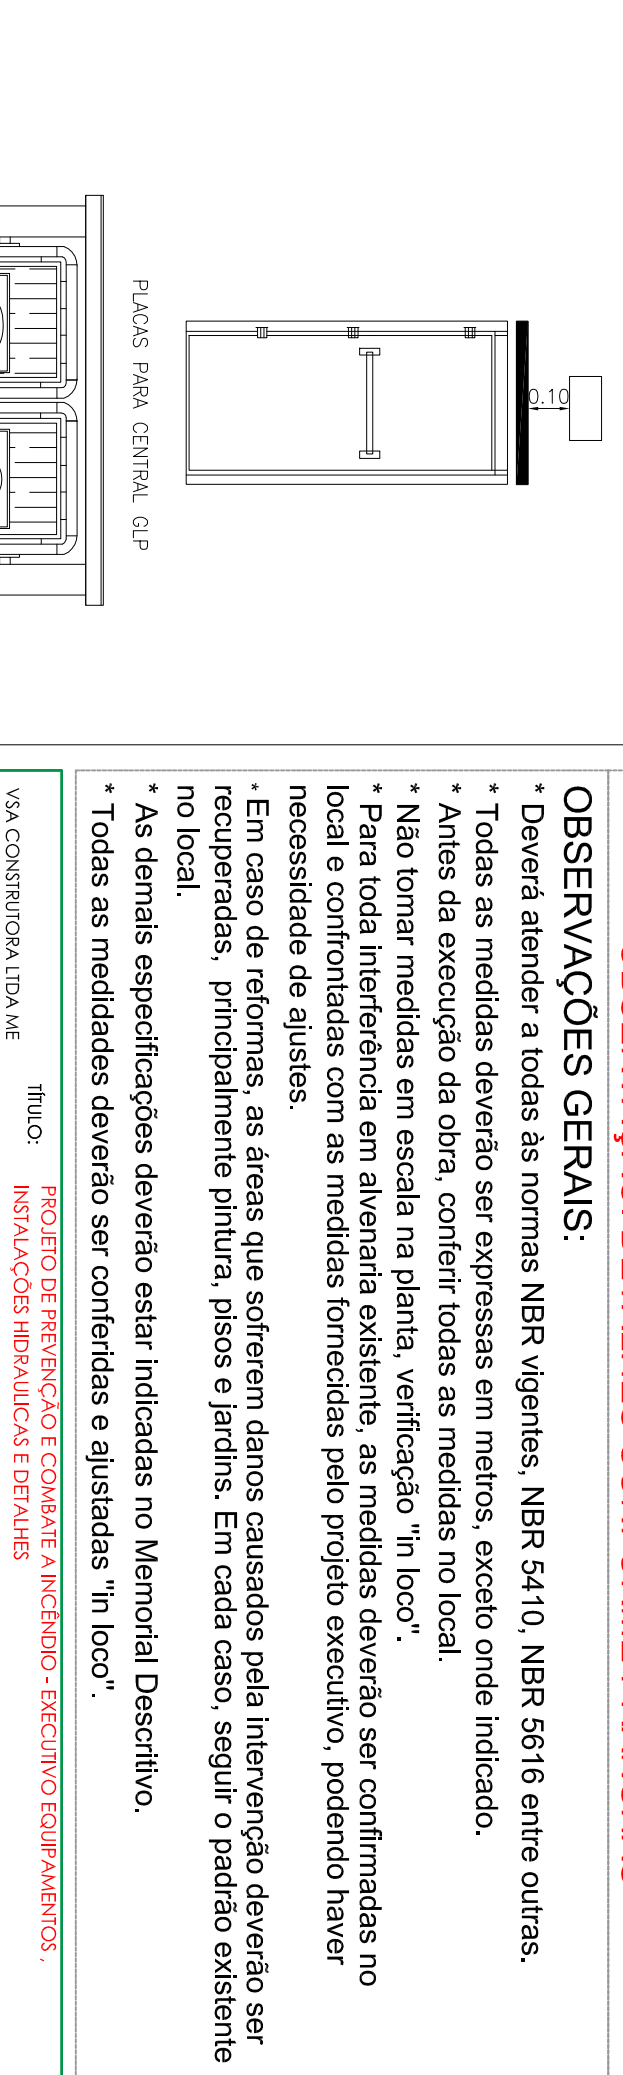 0.10
PLACAS PARA CENTRAL GLP
OBSERVAÇÕES GERAIS:
* Deverá atender a todas às normas NBR vigentes, NBR 5410, NBR 5616 entre outras.
* Todas as medidas deverão ser expressas em metros, exceto onde indicado.
* Antes da execução da obra, conferir todas as medidas no local.
* Não tomar medidas em escala na planta, verificação "in loco".
* Para toda interferência em alvenaria existente, as medidas deverão ser confirmadas no
local e confrontadas com as medidas fornecidas pelo projeto executivo, podendo haver
necessidade de ajustes.
* Em caso de reformas, as áreas que sofrerem danos causados pela intervenção deverão ser
recuperadas, principalmente pintura, pisos e jardins. Em cada caso, seguir o padrão existente
no local.
* As demais especificações deverão estar indicadas no Memorial Descritivo.
* Todas as medidades deverão ser conferidas e ajustadas "in loco".
TÍTULO:
PROJETO DE PREVENÇÃO E COMBATE A INCÊNDIO - EXECUTIVO EQUIPAMENTOS ,
INSTALAÇÕES HIDRAULICAS E DETALHES
VSA CONSTRUTORA LTDA ME